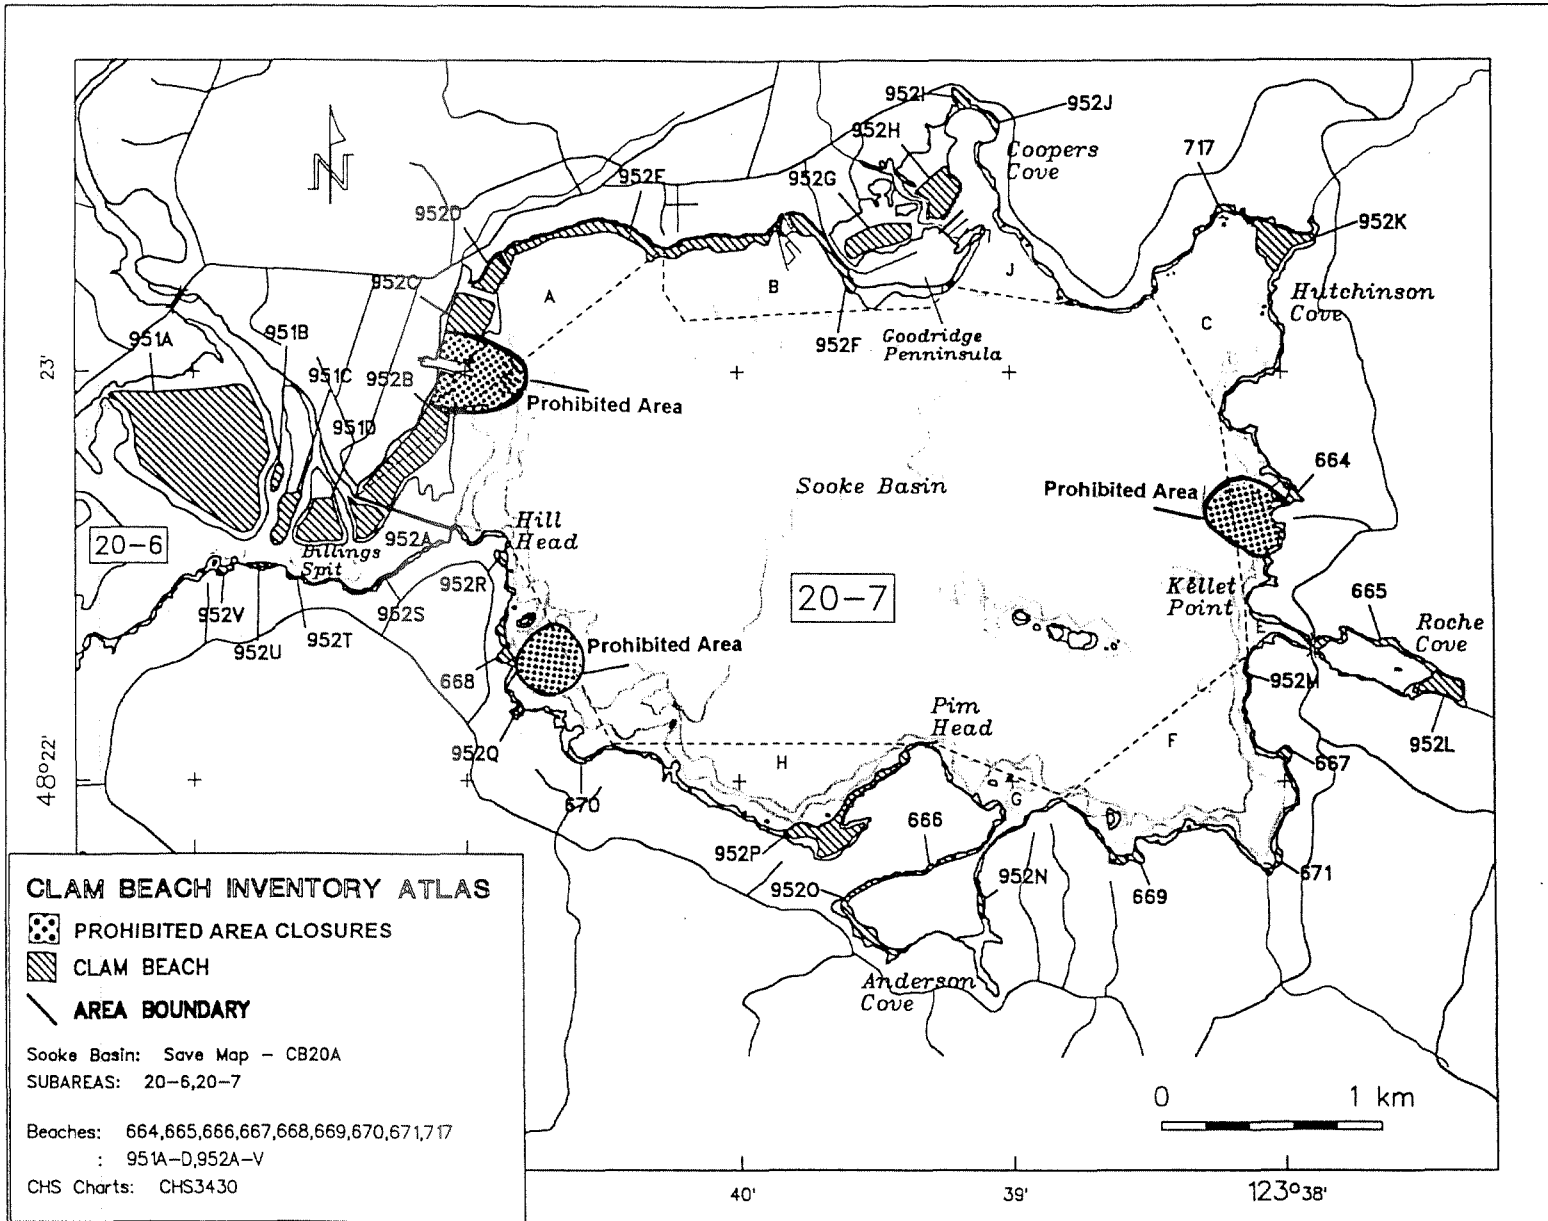 952I
952J
952H
Coopers
Cove
717
952E
952G
952D
952K
J
952C
A
B
Hutchinson
Cove
C
951B
951A
952F
Goodridge
Penninsula
23'
951C
952B
Prohibited Area
951D
664
Sooke Basin
Prohibited Area
Hill
Head
952A
20-6
Billings
Spit
952R
20-7
Kellet
Point
665
952V
952S
Roche
Cove
E
952T
952U
Prohibited Area
668
952M
Pim
Head
952L
952Q
F
48°22'
H
667
G
670
666
952P
952O
952N
669
671
Anderson
Cove
CLAM BEACH INVENTORY ATLAS
PROHIBITED AREA CLOSURES
CLAM BEACH
AREA BOUNDARY
Sooke Basin: Save Map - CB20A
SUBAREAS: 20-6,20-7
Beaches: 664,665,666,667,668,669,670,671,717
: 951A-D,952A-V
CHS Charts: CHS3430
0 1 km
40' 39' 123°38'
N